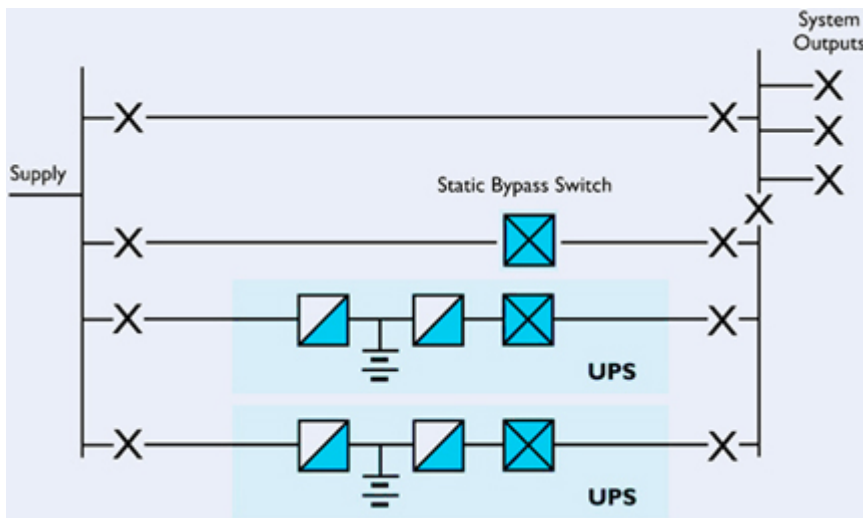 System
Outputs
Supply
Static Bypass Switch
UPS
UPS